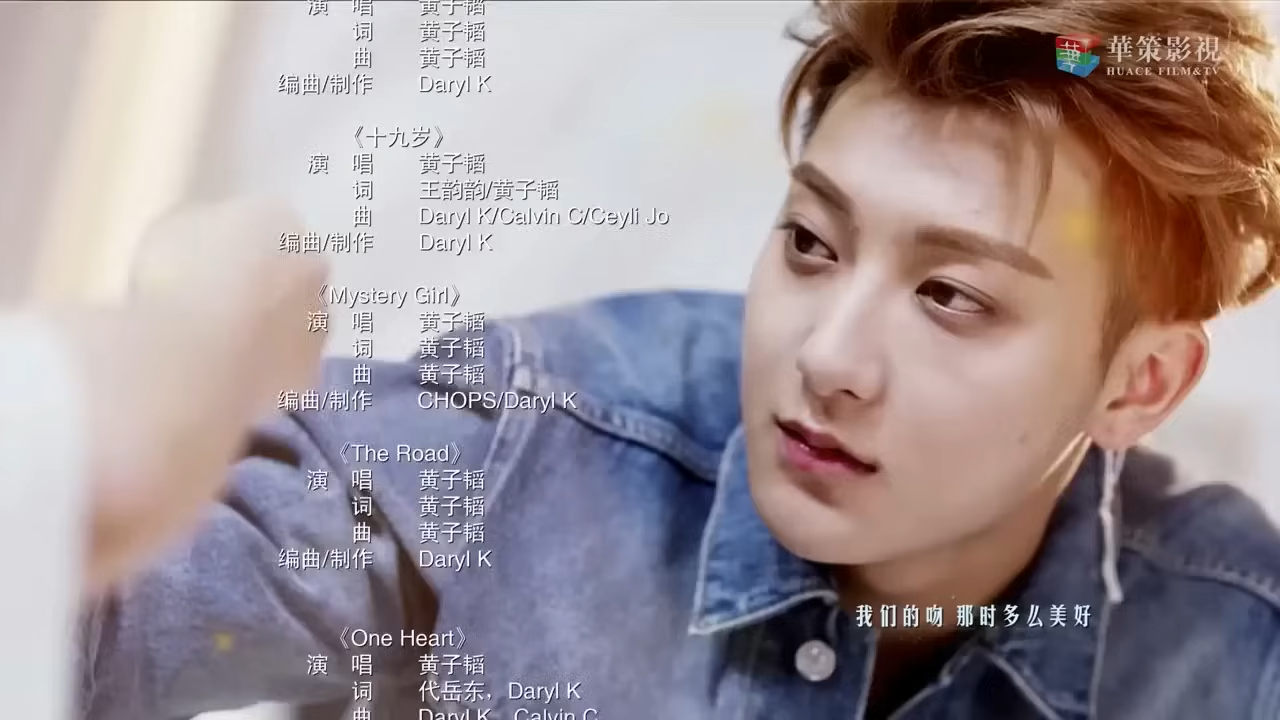 演 唱 黄子韬
词 黄子韬
曲 黄子韬
编曲/制作 Daryl K
《十九岁》
演 唱 黄子韬
词 王韵韵/黄子韬
曲 Daryl K/Calvin C/Ceyli Jo
编曲/制作 Daryl K
《Mystery Girl》
演 唱 黄子韬
词 黄子韬
曲 黄子韬
编曲/制作 CHOPS/Daryl K
《The Road》
演 唱 黄子韬
词 黄子韬
曲 黄子韬
编曲/制作 Daryl K
《One Heart》
演 唱 黄子韬
词 代岳东，Daryl K
曲 Daryl K，Calvin C
華策影視
HUACE FILM&TV
我们的吻 那时多么美好